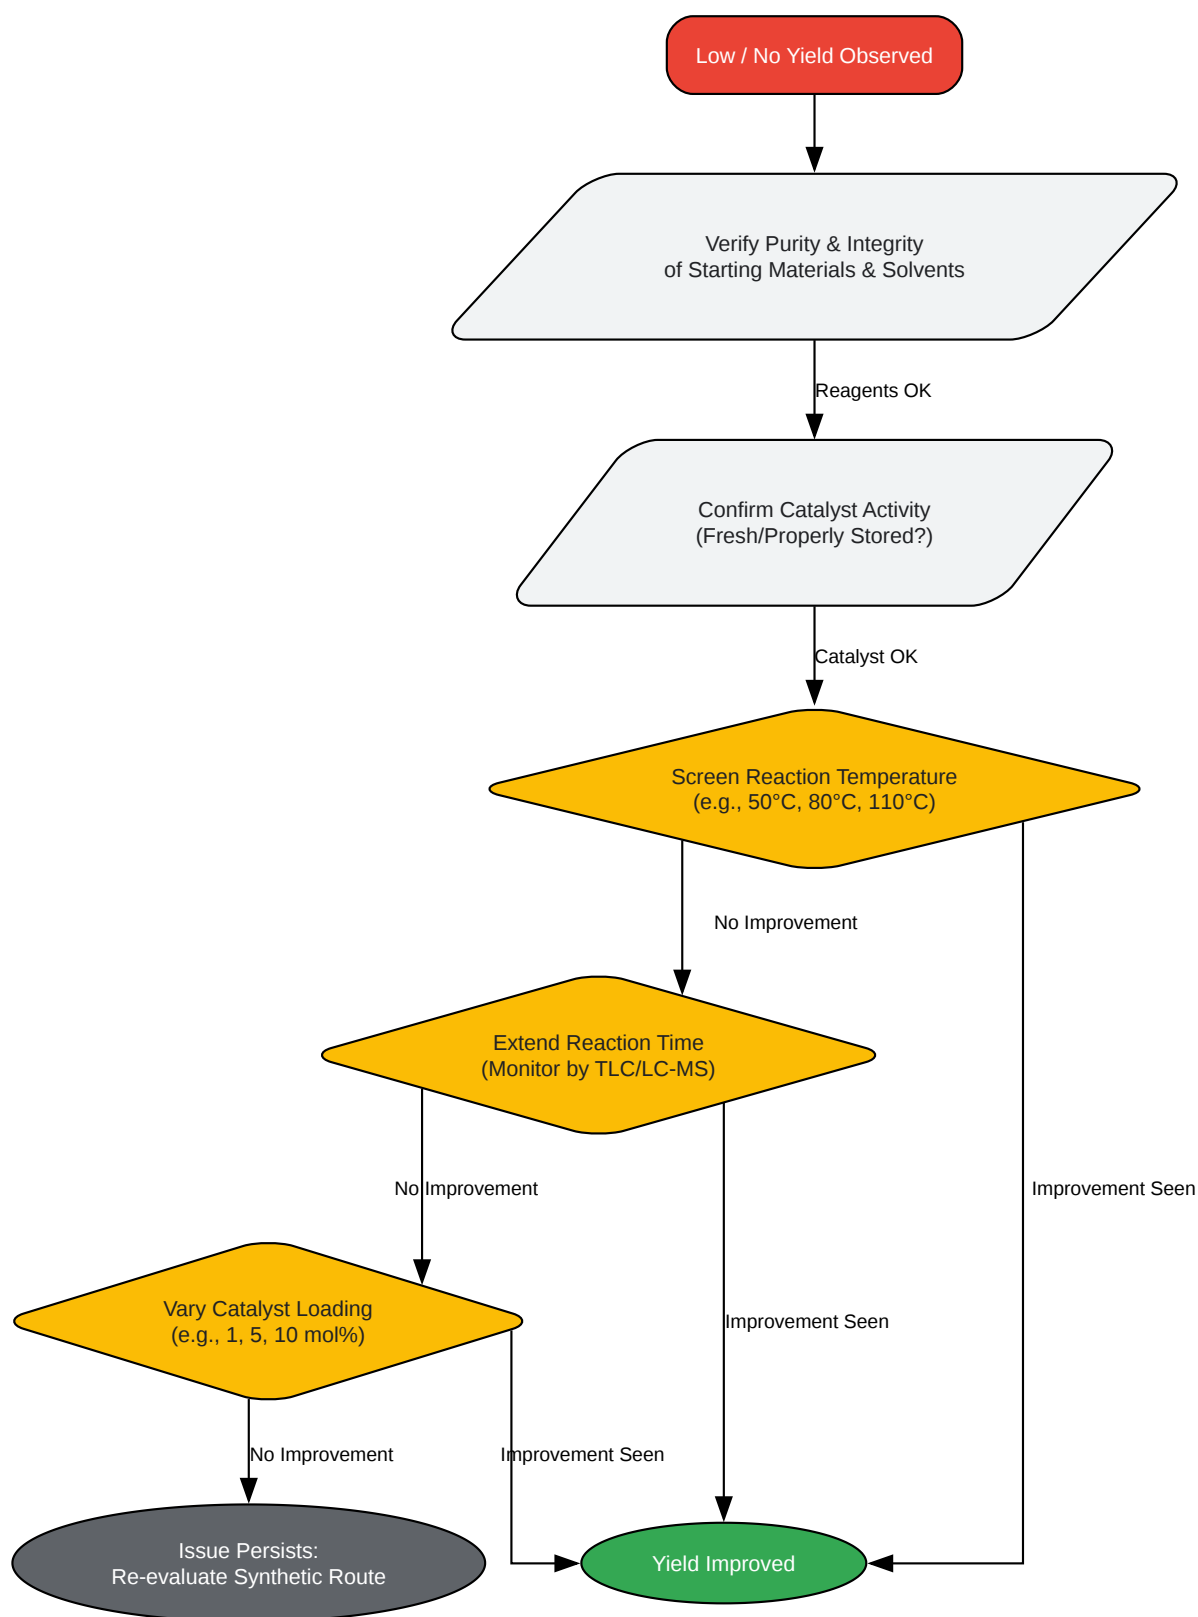 Low / No Yield Observed
Verify Purity & Integrity
of Starting Materials & Solvents
Reagents OK
Confirm Catalyst Activity
(Fresh/Properly Stored?)
Catalyst OK
Screen Reaction Temperature
(e.g., 50°C, 80°C, 110°C)
No Improvement
Extend Reaction Time
(Monitor by TLC/LC-MS)
No Improvement
Improvement Seen
Vary Catalyst Loading
(e.g., 1, 5, 10 mol%)
Improvement Seen
No Improvement
Improvement Seen
Issue Persists:
Re-evaluate Synthetic Route
Yield Improved